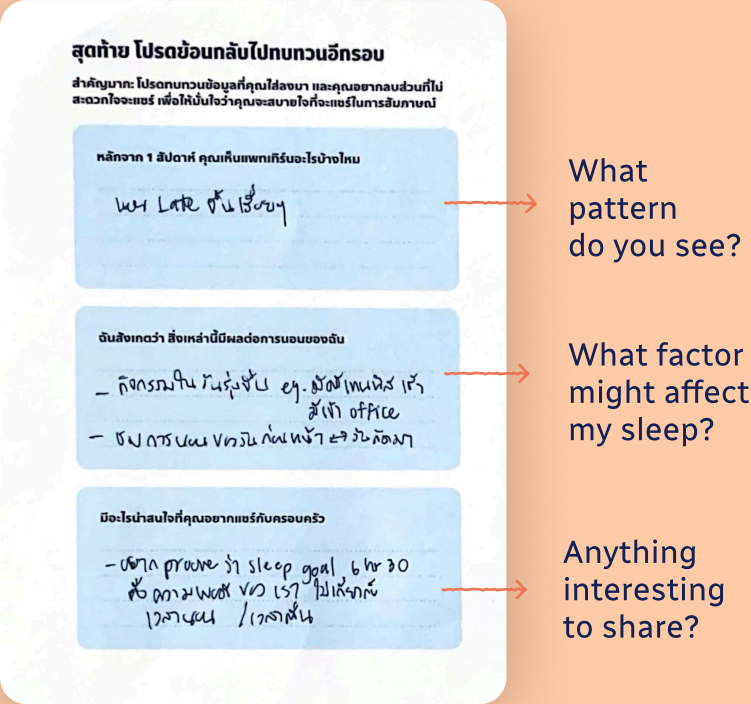 สุดท้าย โปรดย้อนกลับไปทบทวนอีกรอบ
สำคัญมาก: โปรดทบทวนข้อมูลที่คุณใส่ลงมา และคุณอยากลบส่วนที่ไม่
สะดวกใจจะแชร์ เพื่อให้มั่นใจว่าคุณจะสบายใจที่จะแชร์ในการสัมภาษณ์
หลักจาก 1 สัปดาห์ คุณเห็นแพทเทิร์นอะไรบ้างไหม
นอน Late ขึ้นเรื่อยๆ
What
pattern
do you see?
ฉันสังเกตว่า สิ่งเหล่านี้มีผลต่อการนอนของฉัน
– กิจกรรมใน วันรุ่งขึ้น eg. มีตีเทนนิส เช้า
มีเข้า office
– การนอน ของวันก่อนหน้า ↔ วันถัดมา
What factor
might affect
my sleep?
มีอะไรน่าสนใจที่คุณอยากแชร์กับครอบครัว
– อยาก proove ว่า sleep goal 6 hr 30
คือ ความพอดี ของ เรา ไม่เกี่ยวกับ
เวลานอน / เวลาตื่น
Anything
interesting
to share?